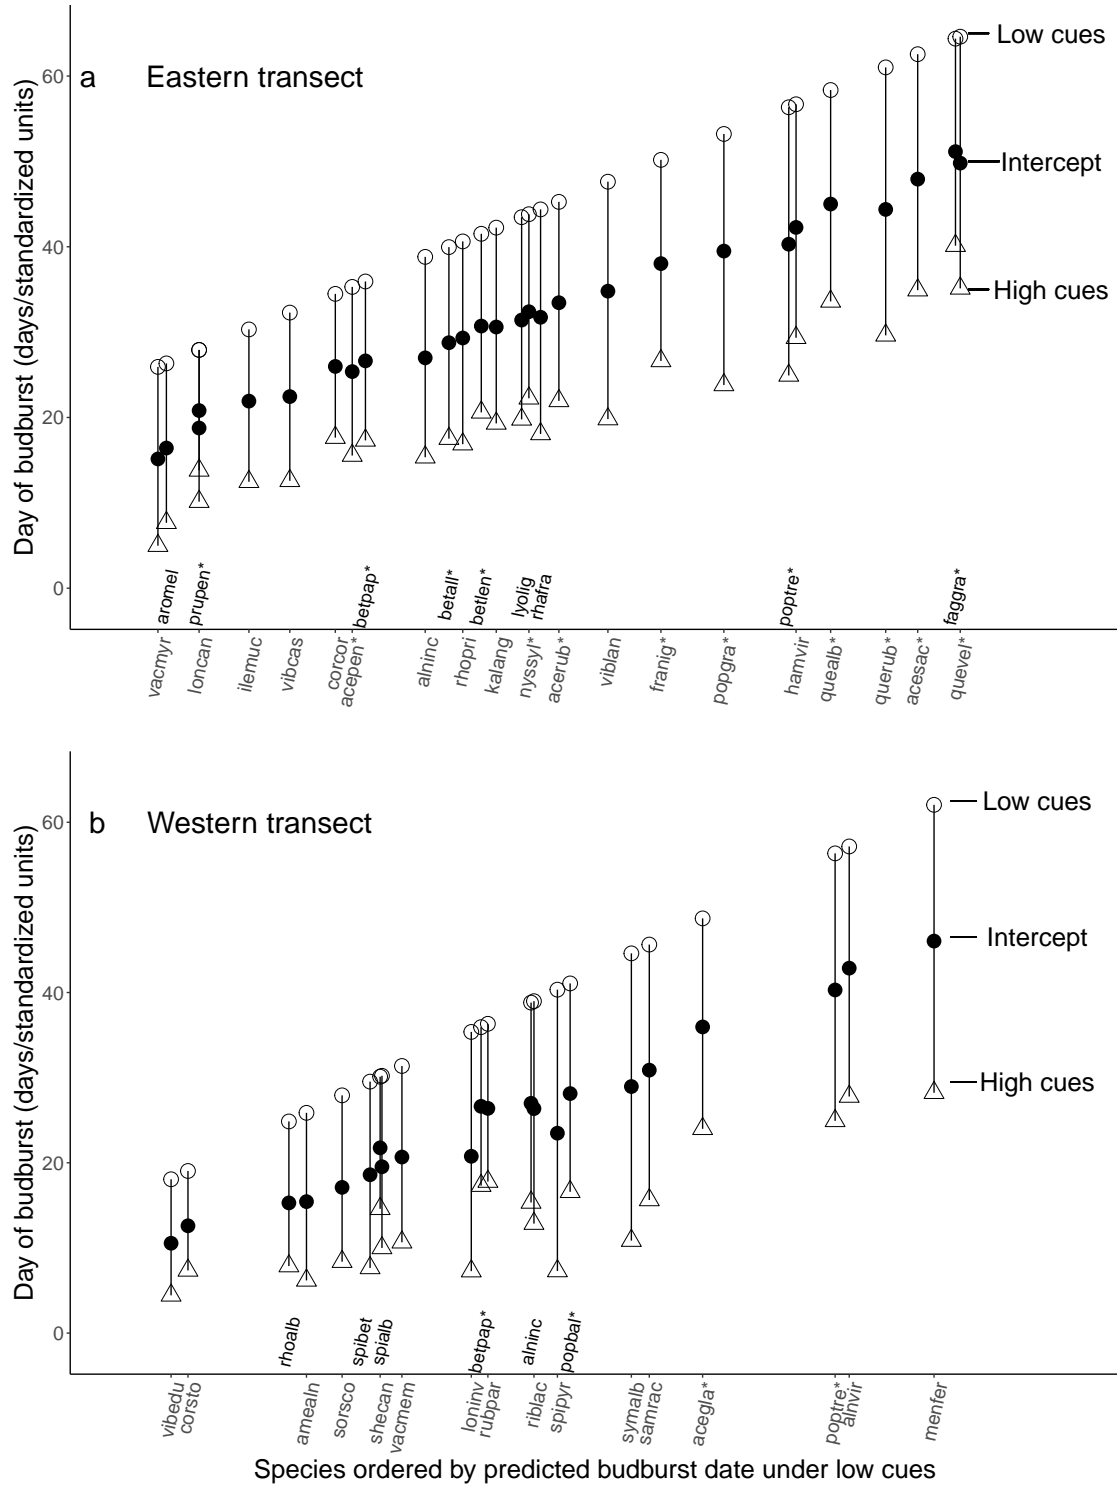 a Eastern transect
Low cues
Intercept
High cues
Day of budburst (days/standardized units)
60
40
20
0
aromel prupen* betpap* betall* betlen* lyolig rhafra poptre* faggra*
vacmyr loncan ilemuc vibcas corcor acepen* alninc rhopri kalang nyssyl* acerub* viblan franig* popgra* hamvir quealb* querub* acesac* quevel*
b Western transect
Low cues
Intercept
High cues
Day of budburst (days/standardized units)
60
40
20
0
rhoalb spibet spialb betpap* alninc popbal*
vibedu corsto amealn sorsco shecan vacmem loninv rubpar riblac spipyr symalb samrac acegla* poptre* alnvir menfer
Species ordered by predicted budburst date under low cues